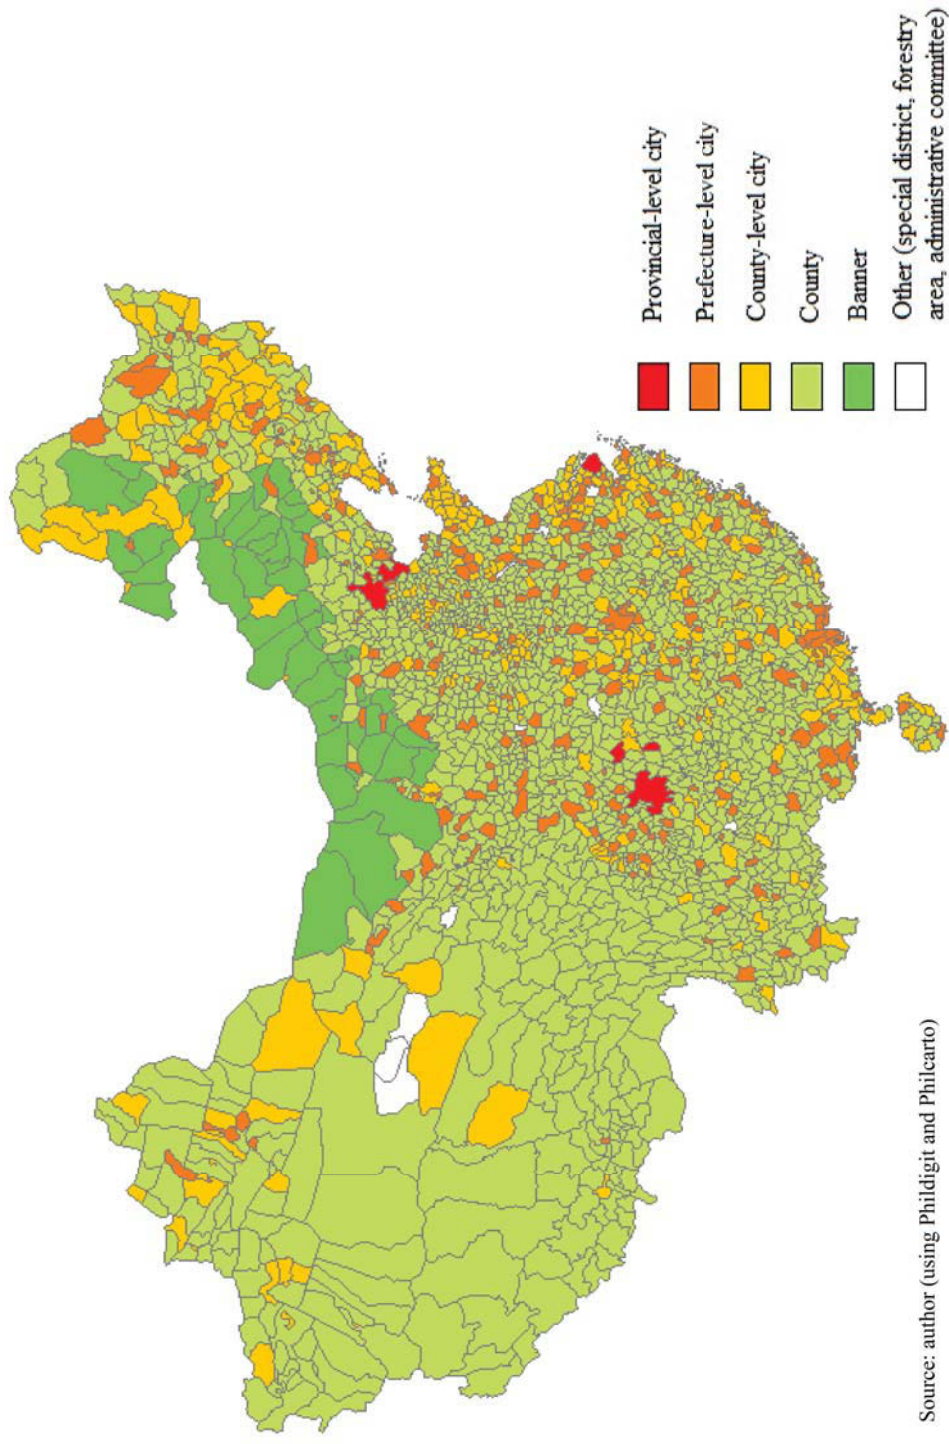 Provincial-level city
Prefecture-level city
County-level city
County
Banner
Other (special district, forestry
area, administrative committee)
Source: author (using Phildigit and Philcarto)